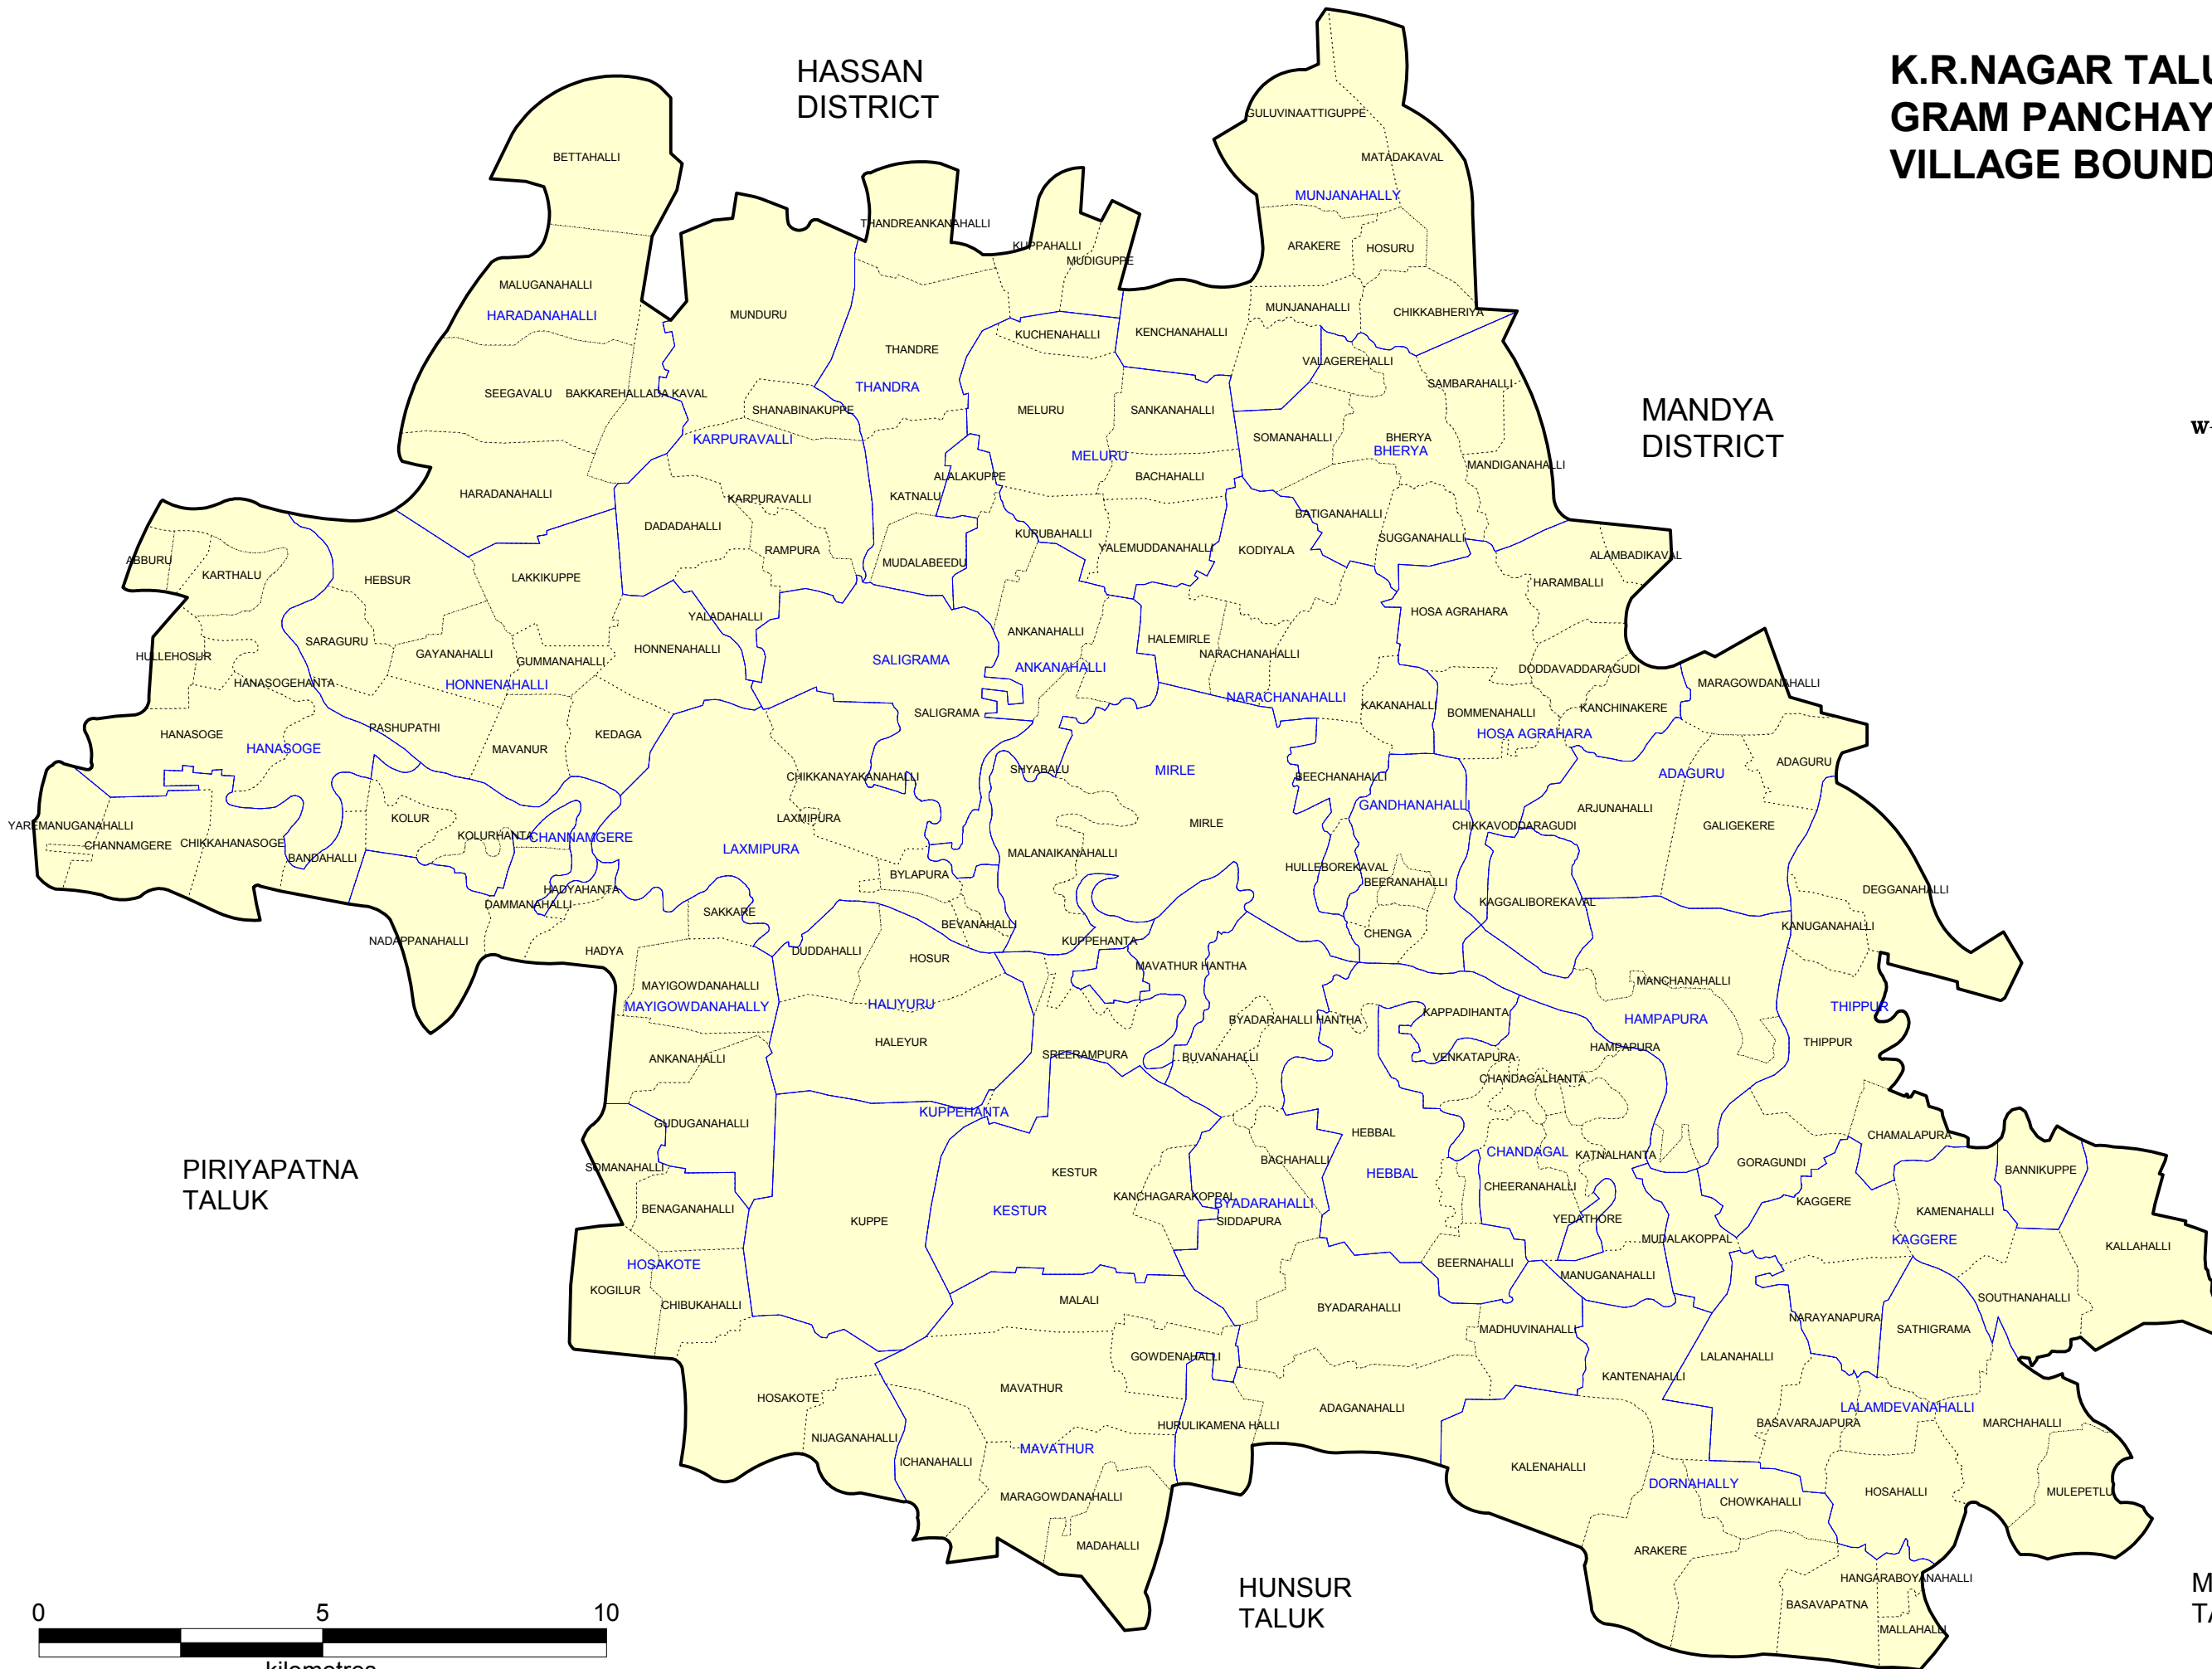 HASSAN
DISTRICT
K.R.NAGAR TALU
GRAM PANCHAY
VILLAGE BOUND
GULUVINAATTIGUPPE
BETTAHALLI
MATADAKAVAL
MUNJANAHALLY
THANDREANKANAHALLI
KUPPAHALLI
ARAKERE
HOSURU
MUDIGUPPE
MALUGANAHALLI
HARADANAHALLI
MUNDURU
MUNJANAHALLI
CHIKKABHERIYA
KUCHENAHALLI
KENCHANAHALLI
THANDRE
VALAGEREHALLI
THANDRA
SAMBARAHALLI
SEEGAVALU
BAKKAREHALLADA KAVAL
SHANABINAKUPPE
MELURU
SANKANAHALLI
MANDYA
DISTRICT
W
KARPURAVALLI
SOMANAHALLI
BHERYA
BHERYA
MELURU
MANDIGANAHALLI
ALALAKUPPE
BACHAHALLI
HARADANAHALLI
KARPURAVALLI
KATNALU
DADADAHALLI
BATIGANAHALLI
KURUBAHALLI
SUGGANAHALLI
RAMPURA
YALEMUDDANAHALLI
KODIYALA
ALAMBADIKAVAL
ABBURU
MUDALABEEDU
KARTHALU
HEBSUR
LAKKIKUPPE
HARAMBALLI
HOSA AGRAHARA
YALADAHALLI
ANKANAHALLI
HALEMIRLE
SARAGURU
HONNENAHALLI
GAYANAHALLI
NARACHANAHALLI
HULLEHOSUR
GUMMANAHALLI
SALIGRAMA
ANKANAHALLI
DODDAVADDARAGUDI
HANASOGEHANTA
HONNENAHALLI
MARAGOWDANAHALLI
NARACHANAHALLI
KAKANAHALLI
KANCHINAKERE
SALIGRAMA
BOMMENAHALLI
PASHUPATHI
HANASOGE
KEDAGA
HOSA AGRAHARA
HANASOGE
MAVANUR
ADAGURU
SHYABALU
MIRLE
ADAGURU
CHIKKANAYAKANAHALLI
BEECHANAHALLI
GANDHANAHALLI
ARJUNAHALLI
KOLUR
LAXMIPURA
YAREMANUGANAHALLI
MIRLE
CHIKKAVODDARAGUDI
GALIGEKERE
KOLURHANTA
CHANNAMGERE
CHANNAMGERE
CHIKKAHANASOGE
LAXMIPURA
MALANAIKANAHALLI
BANDAHALLI
HULLEBOREKAVAL
BYLAPURA
BEERANAHALLI
HADYAHANTA
DEGGANAHALLI
DAMMANAHALLI
SAKKARE
KAGGALIBOREKAVAL
BEVANAHALLI
KANUGANAHALLI
CHENGA
NADAPPANAHALLI
KUPPEHANTA
HADYA
DUDDAHALLI
HOSUR
MAVATHUR HANTHA
MANCHANAHALLI
MAYIGOWDANAHALLI
MAYIGOWDANAHALLY
HALIYURU
THIPPUR
KAPPADIHANTA
BYADARAHALLI HANTHA
HAMPAPURA
HALEYUR
THIPPUR
HAMPAPURA
SREERAMPURA
BUVANAHALLI
VENKATAPURA
ANKANAHALLI
CHANDAGALHANTA
KUPPEHANTA
GUDUGANAHALLI
HEBBAL
CHAMALAPURA
CHANDAGAL
KATNALHANTA
BACHAHALLI
GORAGUNDI
PIRIYAPATNA
TALUK
SOMANAHALLI
KESTUR
HEBBAL
BANNIKUPPE
CHEERANAHALLI
KANCHAGARAKOPPAL
BYADARAHALLI
KAGGERE
BENAGANAHALLI
KESTUR
KAMENAHALLI
KUPPE
SIDDAPURA
YEDATHORE
MUDALAKOPPAL
KAGGERE
KALLAHALLI
HOSAKOTE
BEERNAHALLI
MANUGANAHALLI
KOGILUR
CHIBUKAHALLI
MALALI
BYADARAHALLI
SOUTHANAHALLI
NARAYANAPURA
MADHUVINAHALLI
SATHIGRAMA
GOWDENAHALLI
LALANAHALLI
KANTENAHALLI
MAVATHUR
HOSAKOTE
ADAGANAHALLI
LALAMDEVANAHALLI
HURULIKAMENA HALLI
BASAVARAJAPURA
MARCHAHALLI
NIJAGANAHALLI
MAVATHUR
ICHANAHALLI
KALENAHALLI
DORNAHALLY
HOSAHALLI
MULEPETLU
MARAGOWDANAHALLI
CHOWKAHALLI
MADAHALLI
ARAKERE
HANGARABOYANAHALLI
HUNSUR
TALUK
M
TA
BASAVAPATNA
MALLAHALLI
0 5 10
kilometres